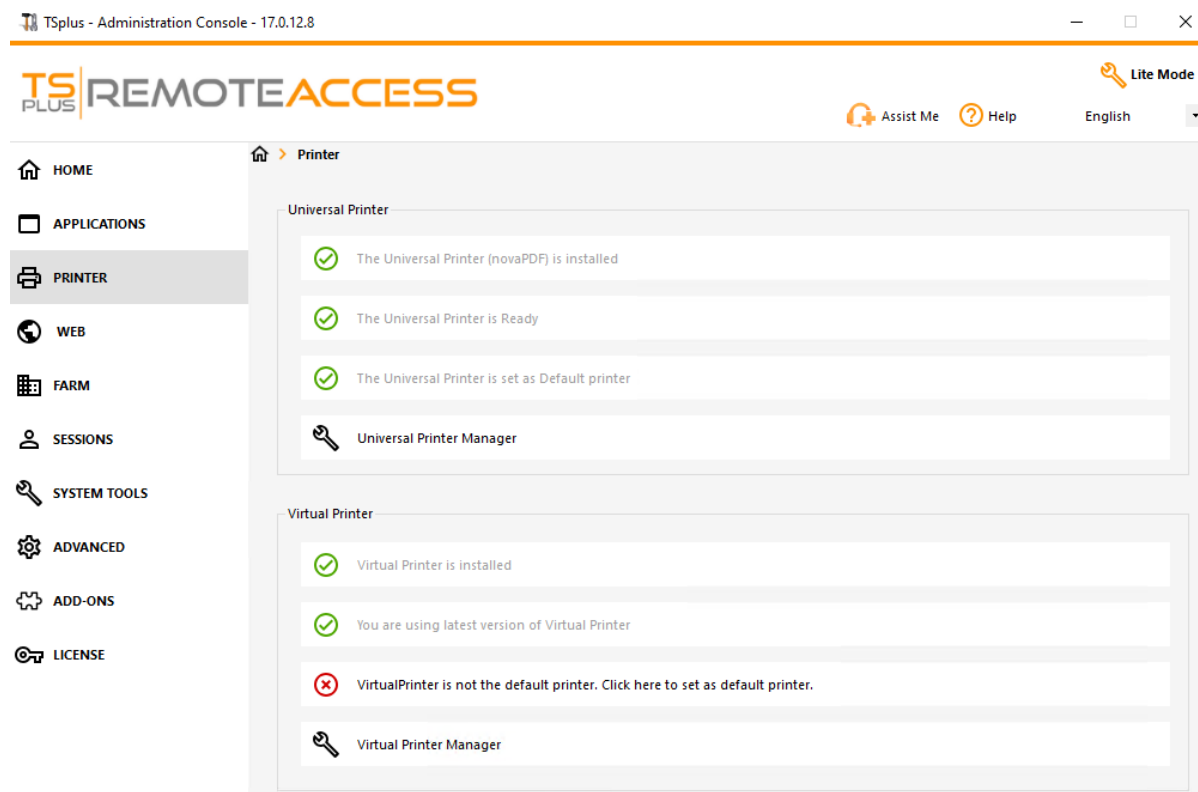 TSplus - Administration Console - 17.0.12.8
TS PLUS REMOTEACCESS
Lite Mode
Assist Me
Help
English
HOME
APPLICATIONS
PRINTER
WEB
FARM
SESSIONS
SYSTEM TOOLS
ADVANCED
ADD-ONS
LICENSE
Printer
Universal Printer
The Universal Printer (novaPDF) is installed
The Universal Printer is Ready
The Universal Printer is set as Default printer
Universal Printer Manager
Virtual Printer
Virtual Printer is installed
You are using latest version of Virtual Printer
VirtualPrinter is not the default printer. Click here to set as default printer.
Virtual Printer Manager